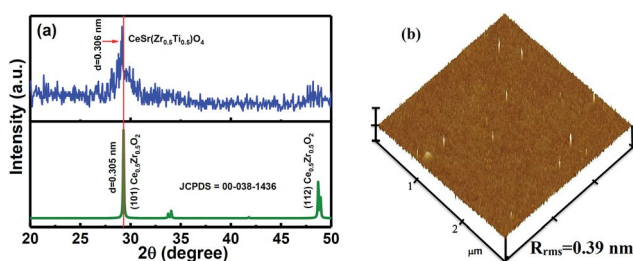 (a)
d=0.306 nm
CeSr(Zr0.5Ti0.5)O4
Intensity (a.u.)
d=0.305 nm
(101) Ce0.5Zr0.5O2
JCPDS = 00-038-1436
(112) Ce0.5Zr0.5O2
20 25 30 35 40 45 50
2θ (degree)
(b)
1
2
μm
Rrms=0.39 nm